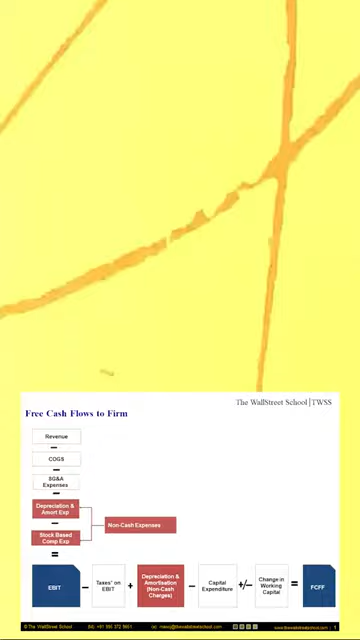 The WallStreet School|TWSS
Free Cash Flows to Firm
Revenue
–
COGS
–
SG&A
Expenses
–
Depreciation &
Amort Exp
–
Stock Based
Comp Exp
Non-Cash Expenses
=
EBIT
–
Taxes* on
EBIT
+
Depreciation &
Amortisation
(Non-Cash
Charges)
–
Capital
Expenditure
+/–
Change in
Working
Capital
=
FCFF
© The WallStreet School